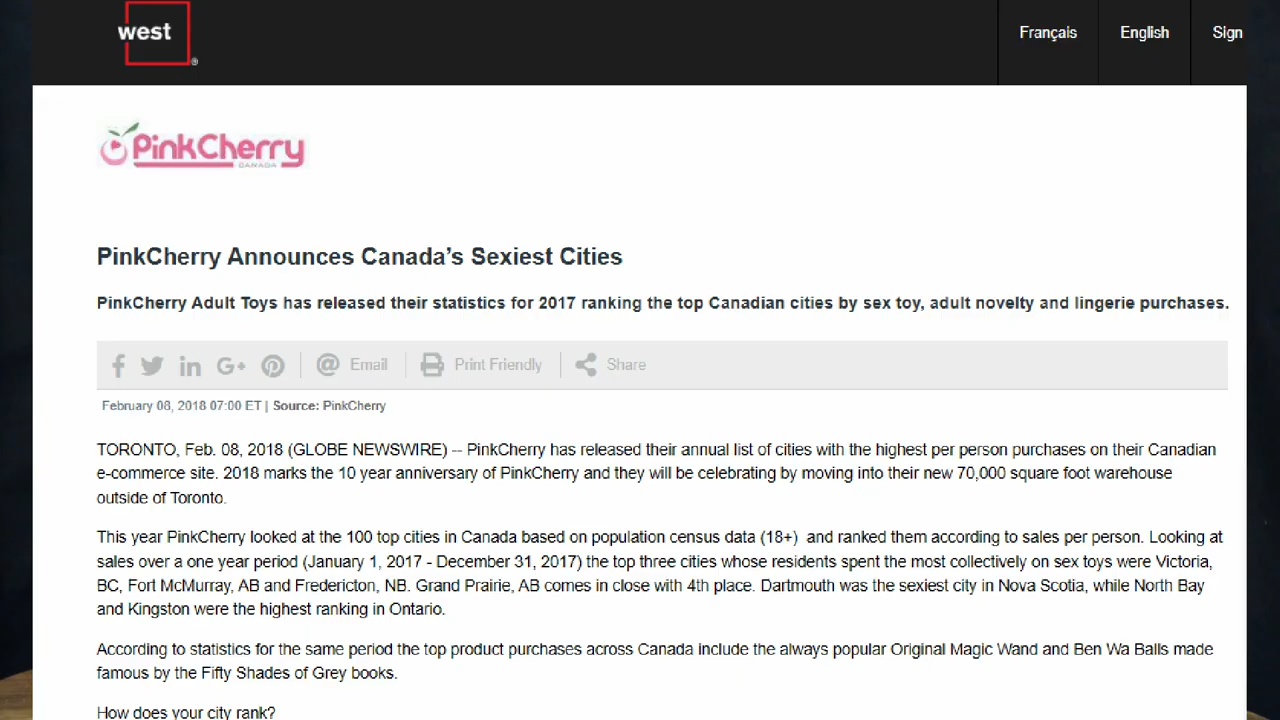 west
®
Français English Sign
PinkCherry
CANADA
PinkCherry Announces Canada’s Sexiest Cities
PinkCherry Adult Toys has released their statistics for 2017 ranking the top Canadian cities by sex toy, adult novelty and lingerie purchases.
Email Print Friendly Share
February 08, 2018 07:00 ET | Source: PinkCherry
TORONTO, Feb. 08, 2018 (GLOBE NEWSWIRE) -- PinkCherry has released their annual list of cities with the highest per person purchases on their Canadian
e-commerce site. 2018 marks the 10 year anniversary of PinkCherry and they will be celebrating by moving into their new 70,000 square foot warehouse
outside of Toronto.
This year PinkCherry looked at the 100 top cities in Canada based on population census data (18+) and ranked them according to sales per person. Looking at
sales over a one year period (January 1, 2017 - December 31, 2017) the top three cities whose residents spent the most collectively on sex toys were Victoria,
BC, Fort McMurray, AB and Fredericton, NB. Grand Prairie, AB comes in close with 4th place. Dartmouth was the sexiest city in Nova Scotia, while North Bay
and Kingston were the highest ranking in Ontario.
According to statistics for the same period the top product purchases across Canada include the always popular Original Magic Wand and Ben Wa Balls made
famous by the Fifty Shades of Grey books.
How does your city rank?